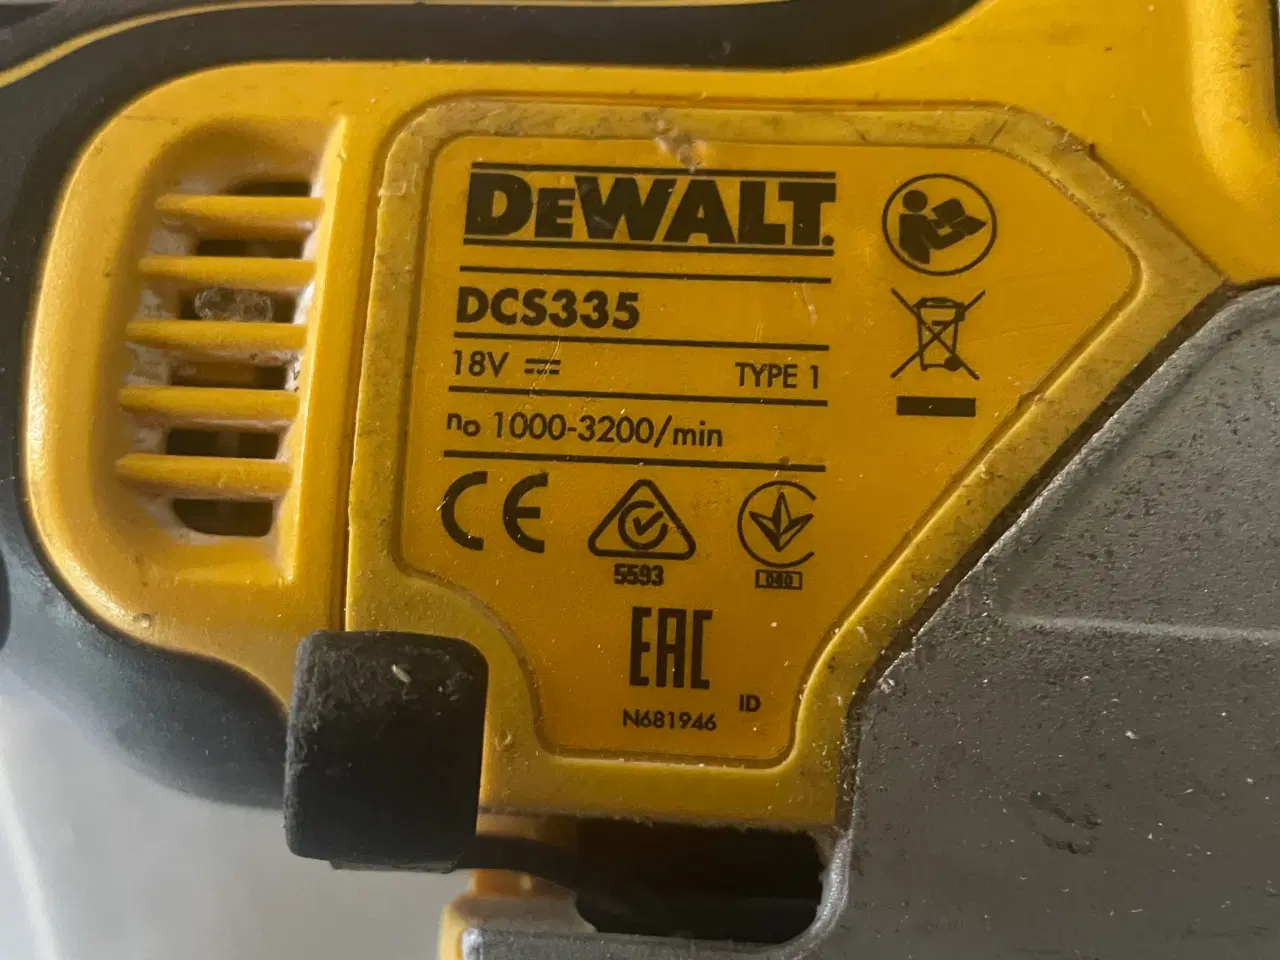 DEWALT.
DCS335
18V ⎓ TYPE 1
no 1000-3200/min
CE
5593
EAC
ID
N681946